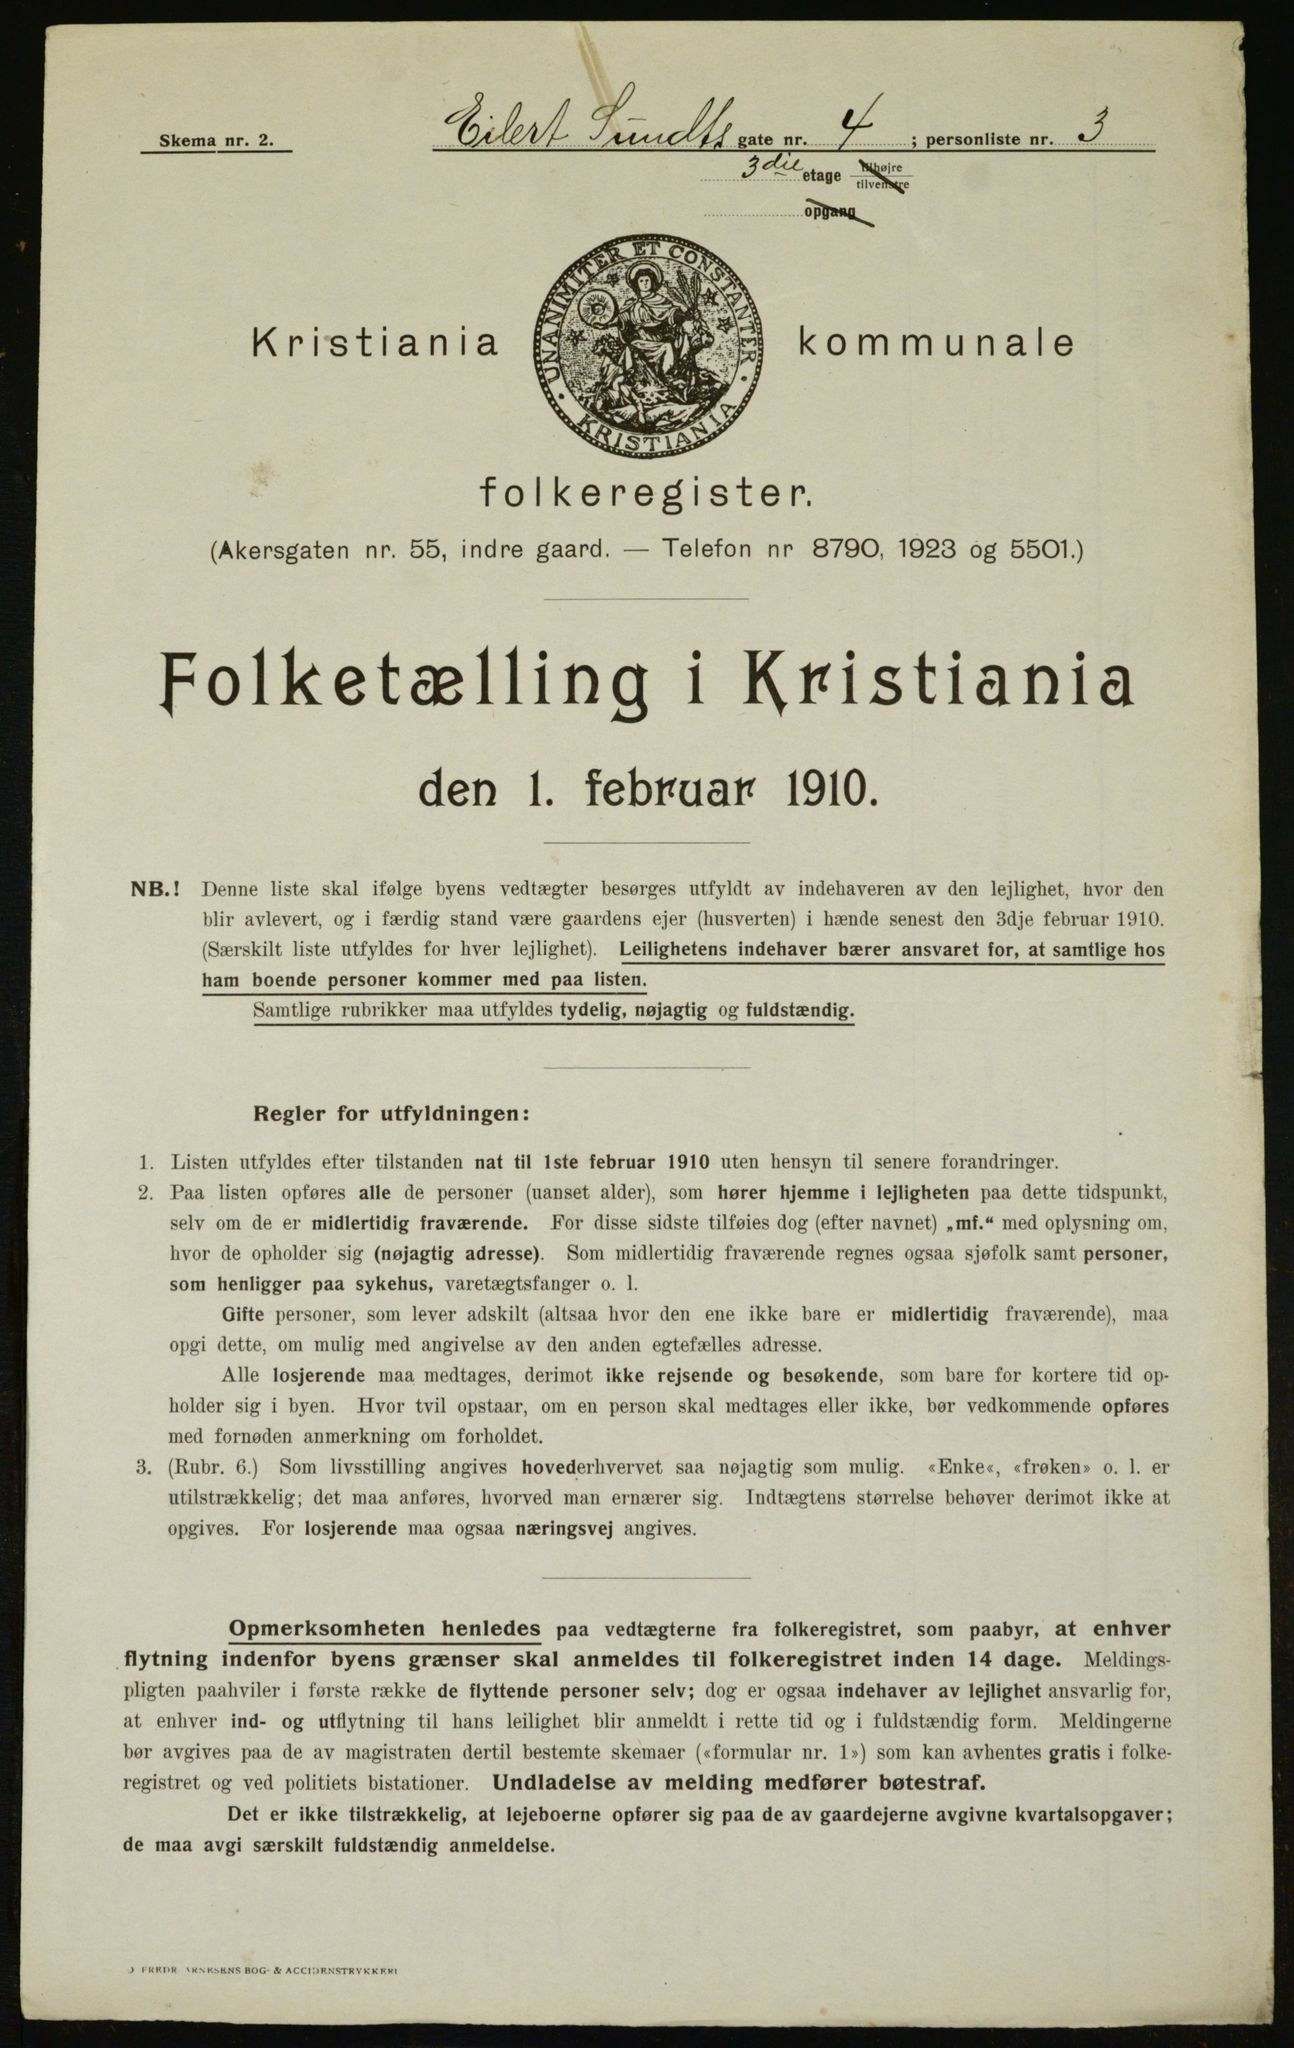 Skema nr. 2.
Eilert Sundts gate nr. 4 ; personliste nr. 3
3die etage tilhøjre
tilvenstre
opgang
UNANIMITER ET CONSTANTER
KRISTIANIA
Kristiania kommunale
folkeregister.
(Akersgaten nr. 55, indre gaard. — Telefon nr 8790, 1923 og 5501.)
Folketælling i Kristiania
den 1. februar 1910.
NB.! Denne liste skal ifølge byens vedtægter besørges utfyldt av indehaveren av den lejlighet, hvor den
blir avlevert, og i færdig stand være gaardens ejer (husverten) i hænde senest den 3dje februar 1910.
(Særskilt liste utfyldes for hver lejlighet). Leilighetens indehaver bærer ansvaret for, at samtlige hos
ham boende personer kommer med paa listen.
Samtlige rubrikker maa utfyldes tydelig, nøjagtig og fuldstændig.
Regler for utfyldningen:
1. Listen utfyldes efter tilstanden nat til 1ste februar 1910 uten hensyn til senere forandringer.
2. Paa listen opføres alle de personer (uanset alder), som hører hjemme i lejligheten paa dette tidspunkt,
selv om de er midlertidig fraværende. For disse sidste tilføies dog (efter navnet) „mf.“ med oplysning om,
hvor de opholder sig (nøjagtig adresse). Som midlertidig fraværende regnes ogsaa sjøfolk samt personer,
som henligger paa sykehus, varetægtsfanger o. l.
Gifte personer, som lever adskilt (altsaa hvor den ene ikke bare er midlertidig fraværende), maa
opgi dette, om mulig med angivelse av den anden egtefælles adresse.
Alle losjerende maa medtages, derimot ikke rejsende og besøkende, som bare for kortere tid op-
holder sig i byen. Hvor tvil opstaar, om en person skal medtages eller ikke, bør vedkommende opføres
med fornøden anmerkning om forholdet.
3. (Rubr. 6.) Som livsstilling angives hovederhvervet saa nøjagtig som mulig. «Enke«, «frøken» o. l. er
utilstrækkelig; det maa anføres, hvorved man ernærer sig. Indtægtens størrelse behøver derimot ikke at
opgives. For losjerende maa ogsaa næringsvej angives.
Opmerksomheten henledes paa vedtægterne fra folkeregistret, som paabyr, at enhver
flytning indenfor byens grænser skal anmeldes til folkeregistret inden 14 dage. Meldings-
pligten paahviler i første række de flyttende personer selv; dog er ogsaa indehaver av lejlighet ansvarlig for,
at enhver ind- og utflytning til hans leilighet blir anmeldt i rette tid og i fuldstændig form. Meldingerne
bør avgives paa de av magistraten dertil bestemte skemaer («formular nr. 1») som kan avhentes gratis i folke-
registret og ved politiets bistationer. Undladelse av melding medfører bøtestraf.
Det er ikke tilstrækkelig, at lejeboerne opfører sig paa de av gaardejerne avgivne kvartalsopgaver;
de maa avgi særskilt fuldstændig anmeldelse.
FREDR ARNESENS BOG- & ACCIDENSTRYKKERI